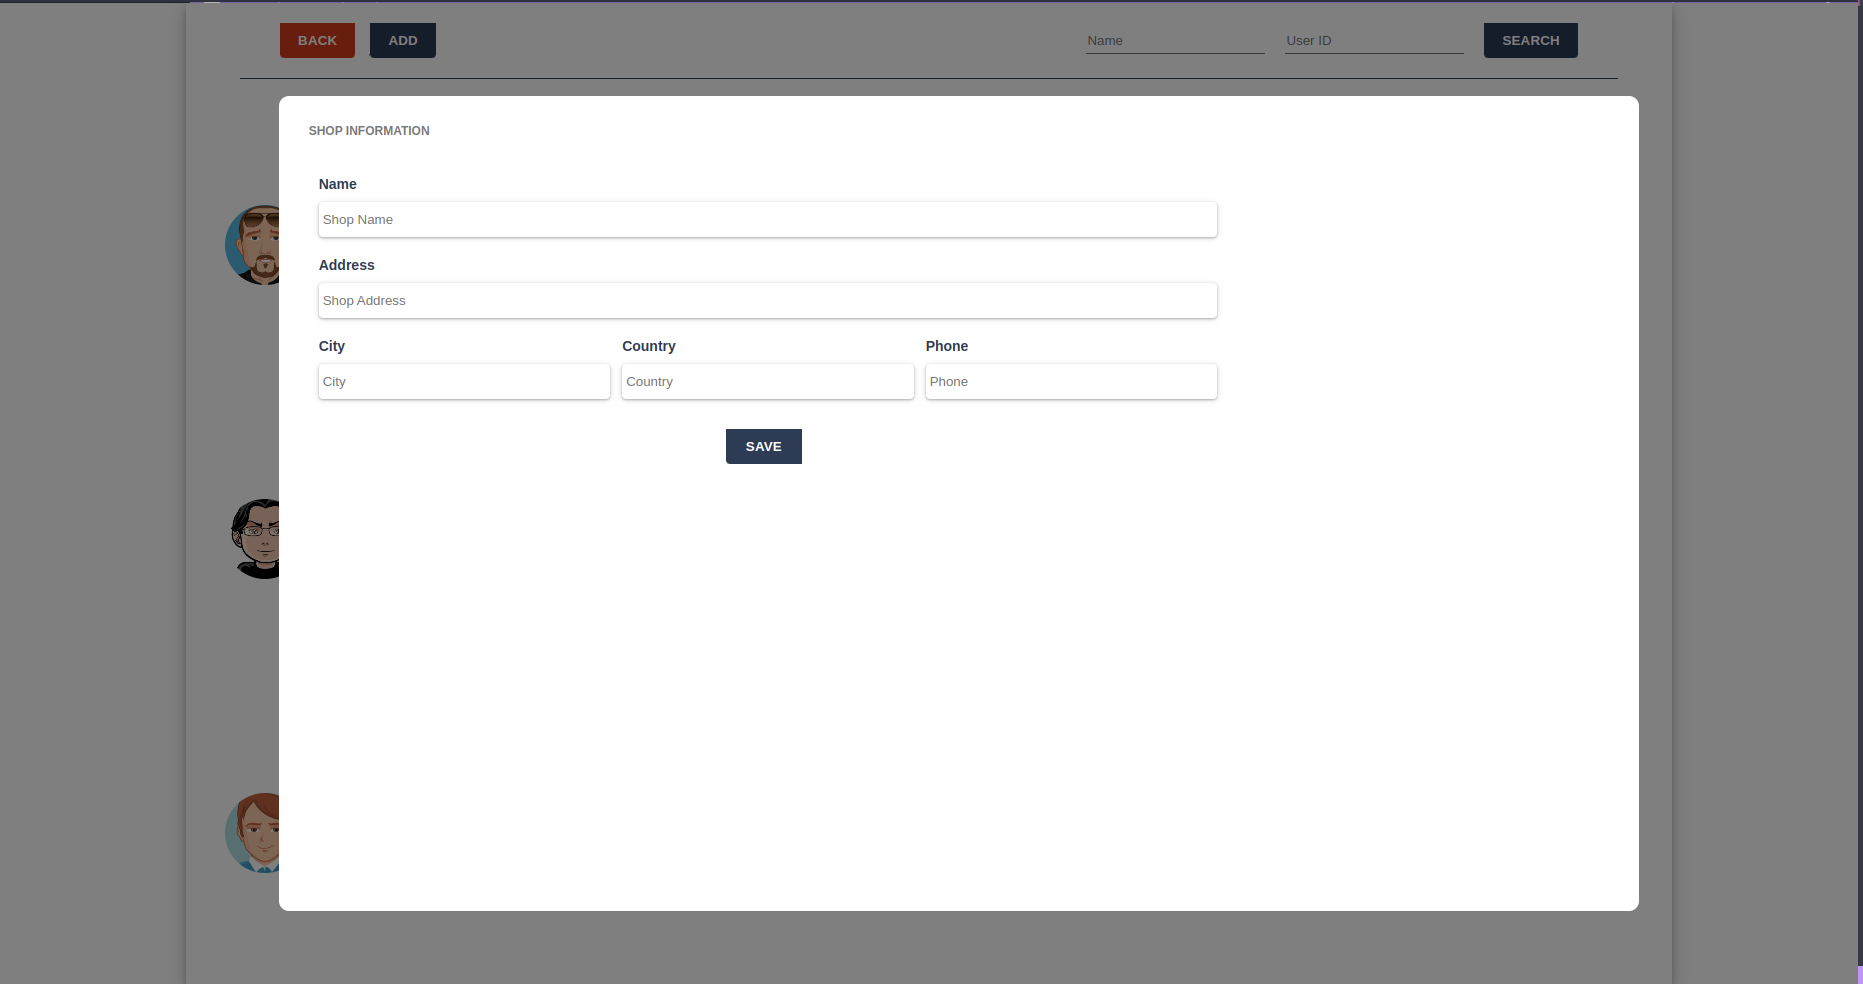 BACK ADD Name User ID SEARCH
SHOP INFORMATION
Name
Shop Name
Address
Shop Address
City Country Phone
City Country Phone
SAVE